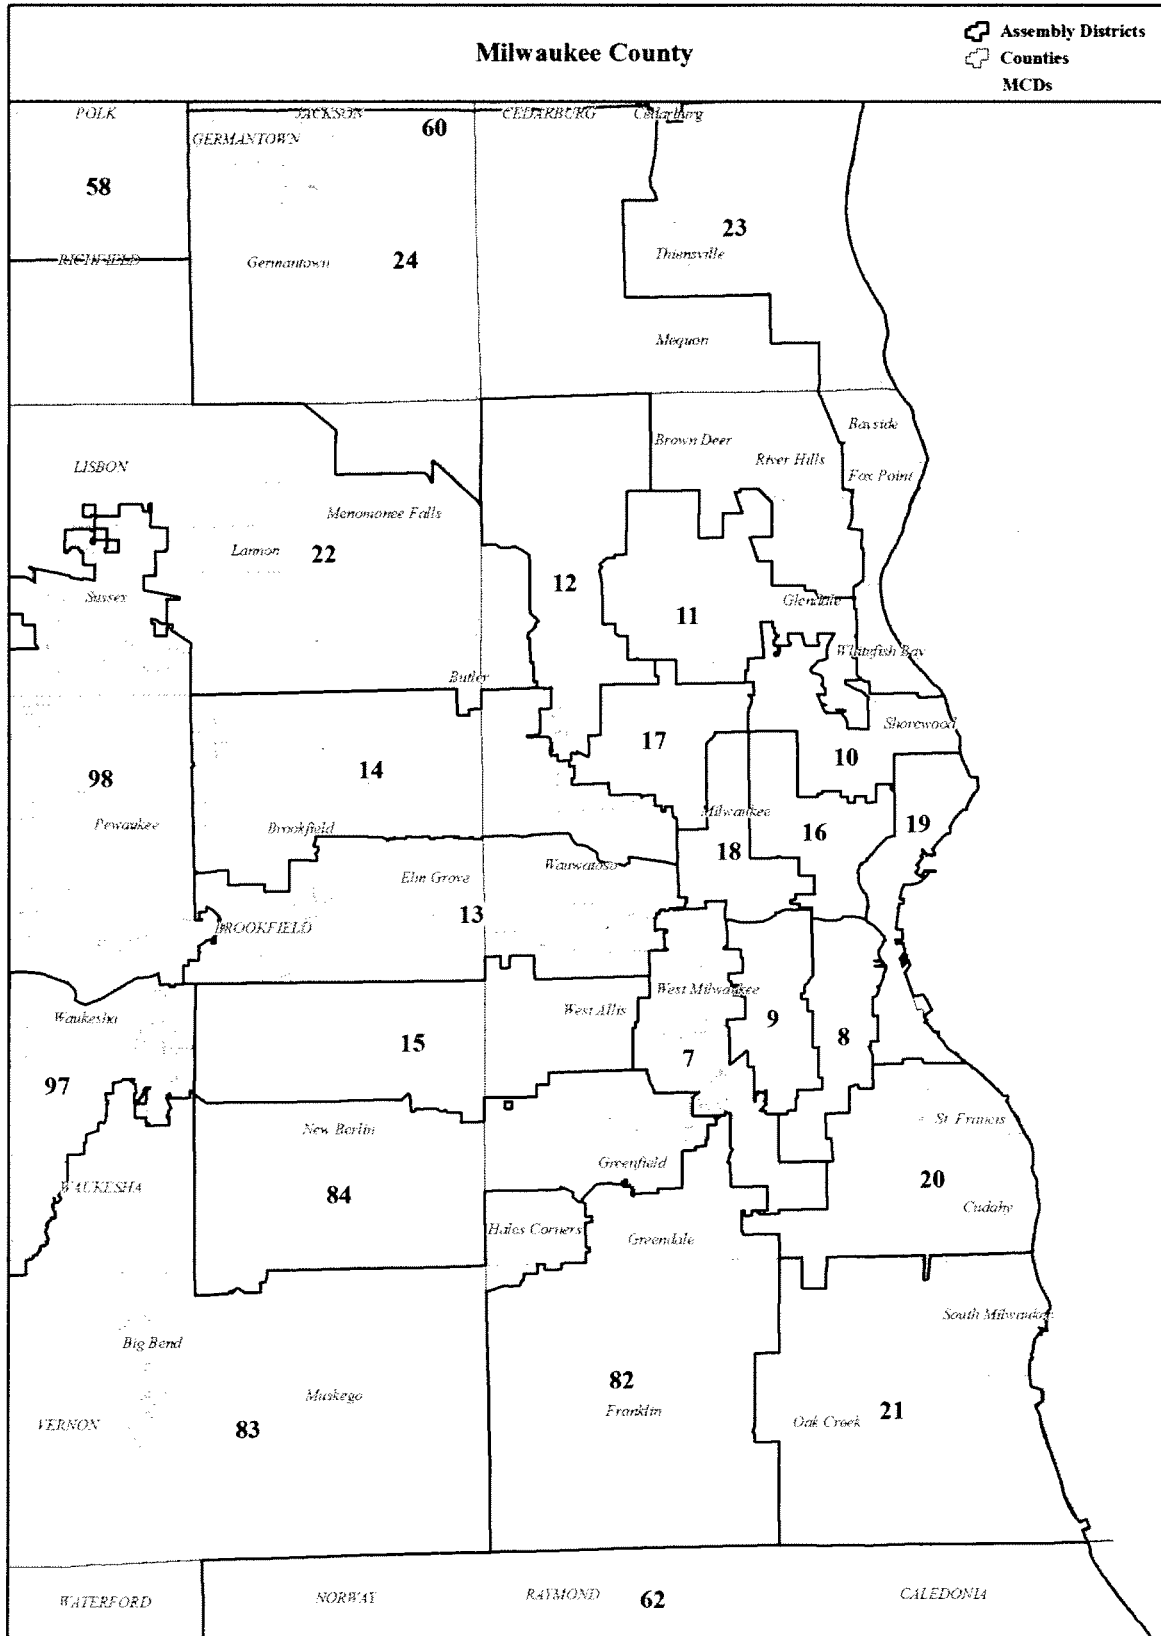 Milwaukee County
Assembly Districts
Counties
MCDs
POLK
JACKSON
60
CEDARBURG
Cedarburg
GERMANTOWN
58
23
RICHFIELD
Germantown
24
Thiensville
Mequon
Bayside
Brown Deer
River Hills
LISBON
Fox Point
Menomonee Falls
Lannon
22
12
Sussex
11
Glendale
Whitefish Bay
Butler
Shorewood
17
10
14
98
Milwaukee
Pewaukee
Brookfield
16
19
18
Wauwatosa
Elm Grove
13
BROOKFIELD
West Milwaukee
West Allis
Waukesha
9
8
15
7
97
St. Francis
New Berlin
Greenfield
WAUKESHA
84
20
Cudahy
Hales Corners
Greendale
South Milwaukee
Big Bend
82
Muskego
Franklin
21
Oak Creek
VERNON
83
WATERFORD
NORWAY
RAYMOND
62
CALEDONIA